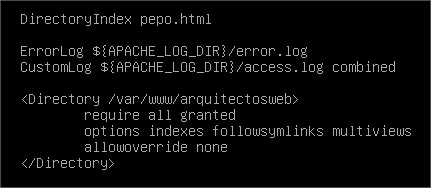 DirectoryIndex pepo.html
ErrorLog ${APACHE_LOG_DIR}/error.log
CustomLog ${APACHE_LOG_DIR}/access.log combined
<Directory /var/www/arquitectosweb>
require all granted
options indexes followsymlinks multiviews
allowoverride none
</Directory>